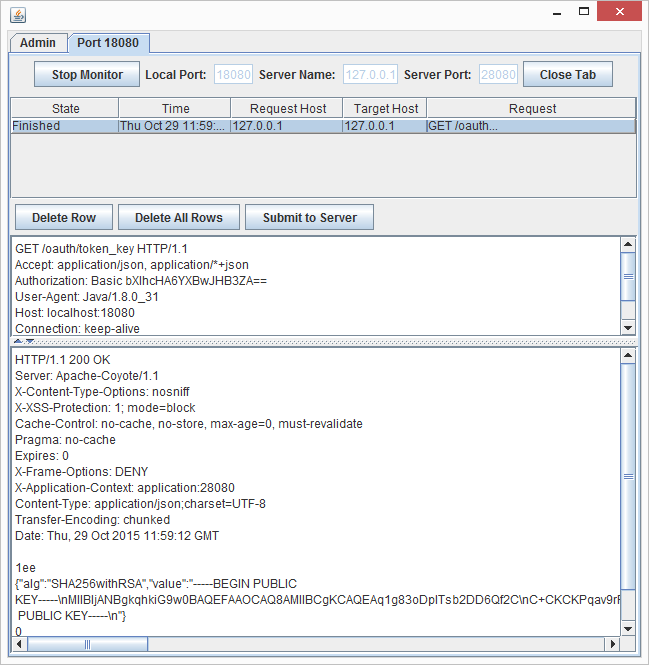 Admin Port 18080
Stop Monitor Local Port: 18080 Server Name: 127.0.0.1 Server Port: 28080 Close Tab
State Time Request Host Target Host Request
Finished Thu Oct 29 11:59:... 127.0.0.1 127.0.0.1 GET /oauth...
Delete Row Delete All Rows Submit to Server
GET /oauth/token_key HTTP/1.1
Accept: application/json, application/*+json
Authorization: Basic bXlhcHA6YXBwJHB3ZA==
User-Agent: Java/1.8.0_31
Host: localhost:18080
Connection: keep-alive
HTTP/1.1 200 OK
Server: Apache-Coyote/1.1
X-Content-Type-Options: nosniff
X-XSS-Protection: 1; mode=block
Cache-Control: no-cache, no-store, max-age=0, must-revalidate
Pragma: no-cache
Expires: 0
X-Frame-Options: DENY
X-Application-Context: application:28080
Content-Type: application/json;charset=UTF-8
Transfer-Encoding: chunked
Date: Thu, 29 Oct 2015 11:59:12 GMT
1ee
{"alg":"SHA256withRSA","value":"-----BEGIN PUBLIC
KEY-----\nMIIBIjANBgkqhkiG9w0BAQEFAAOCAQ8AMIIBCgKCAQEAq1g83oDpITsb2DD6Qf2C\nC+CKCKPqav9rF
PUBLIC KEY-----\n"}
0